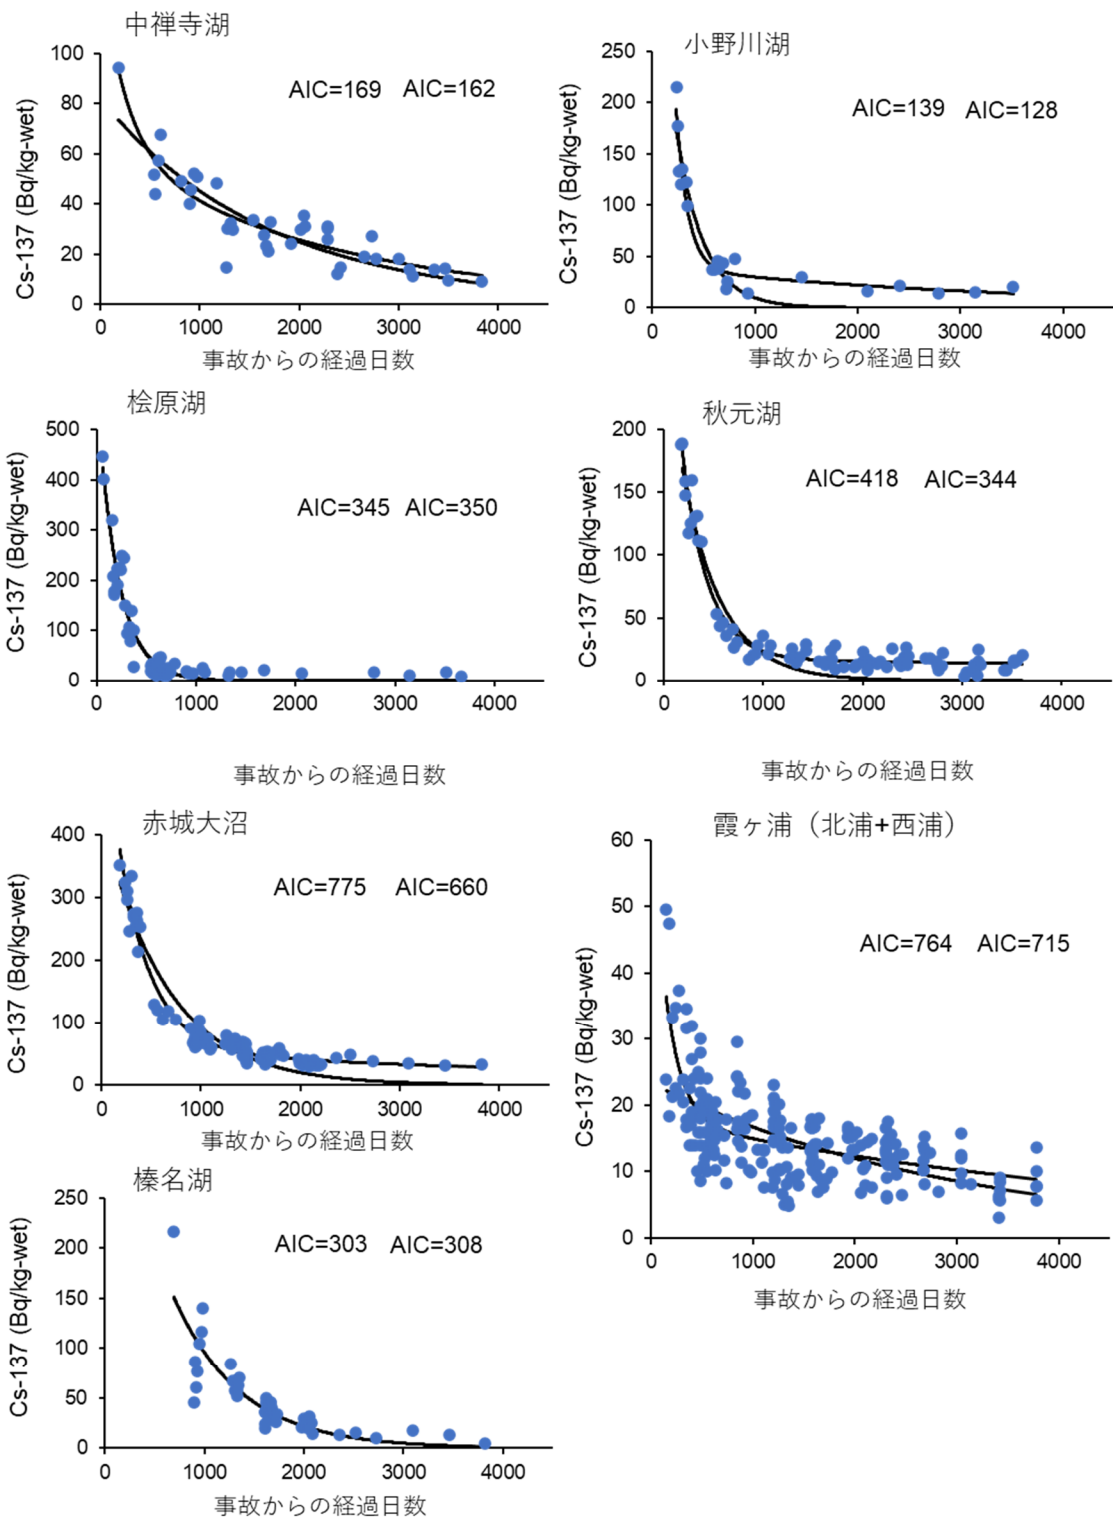 中禅寺湖
AIC=169 AIC=162
Cs-137 (Bq/kg-wet)
100
80
60
40
20
0
0 1000 2000 3000 4000
事故からの経過日数
小野川湖
AIC=139 AIC=128
Cs-137 (Bq/kg-wet)
250
200
150
100
50
0
0 1000 2000 3000 4000
事故からの経過日数
桧原湖
AIC=345 AIC=350
Cs-137 (Bq/kg-wet)
500
400
300
200
100
0
0 1000 2000 3000 4000
事故からの経過日数
秋元湖
AIC=418 AIC=344
Cs-137 (Bq/kg-wet)
200
150
100
50
0
0 1000 2000 3000 4000
事故からの経過日数
赤城大沼
AIC=775 AIC=660
Cs-137 (Bq/kg-wet)
400
300
200
100
0
0 1000 2000 3000 4000
事故からの経過日数
霞ヶ浦（北浦+西浦）
AIC=764 AIC=715
Cs-137 (Bq/kg-wet)
60
50
40
30
20
10
0
0 1000 2000 3000 4000
事故からの経過日数
榛名湖
AIC=303 AIC=308
Cs-137 (Bq/kg-wet)
250
200
150
100
50
0
0 1000 2000 3000 4000
事故からの経過日数